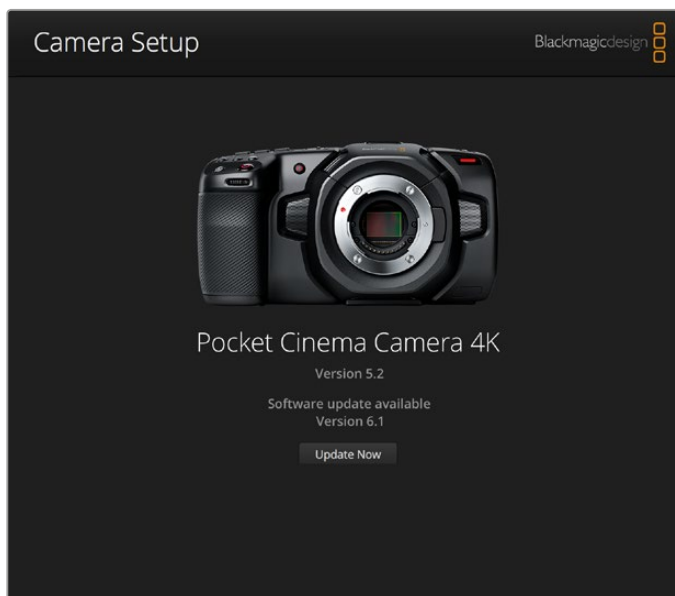 Camera Setup
Blackmagicdesign
Pocket Cinema Camera 4K
Version 5.2
Software update available
Version 6.1
Update Now